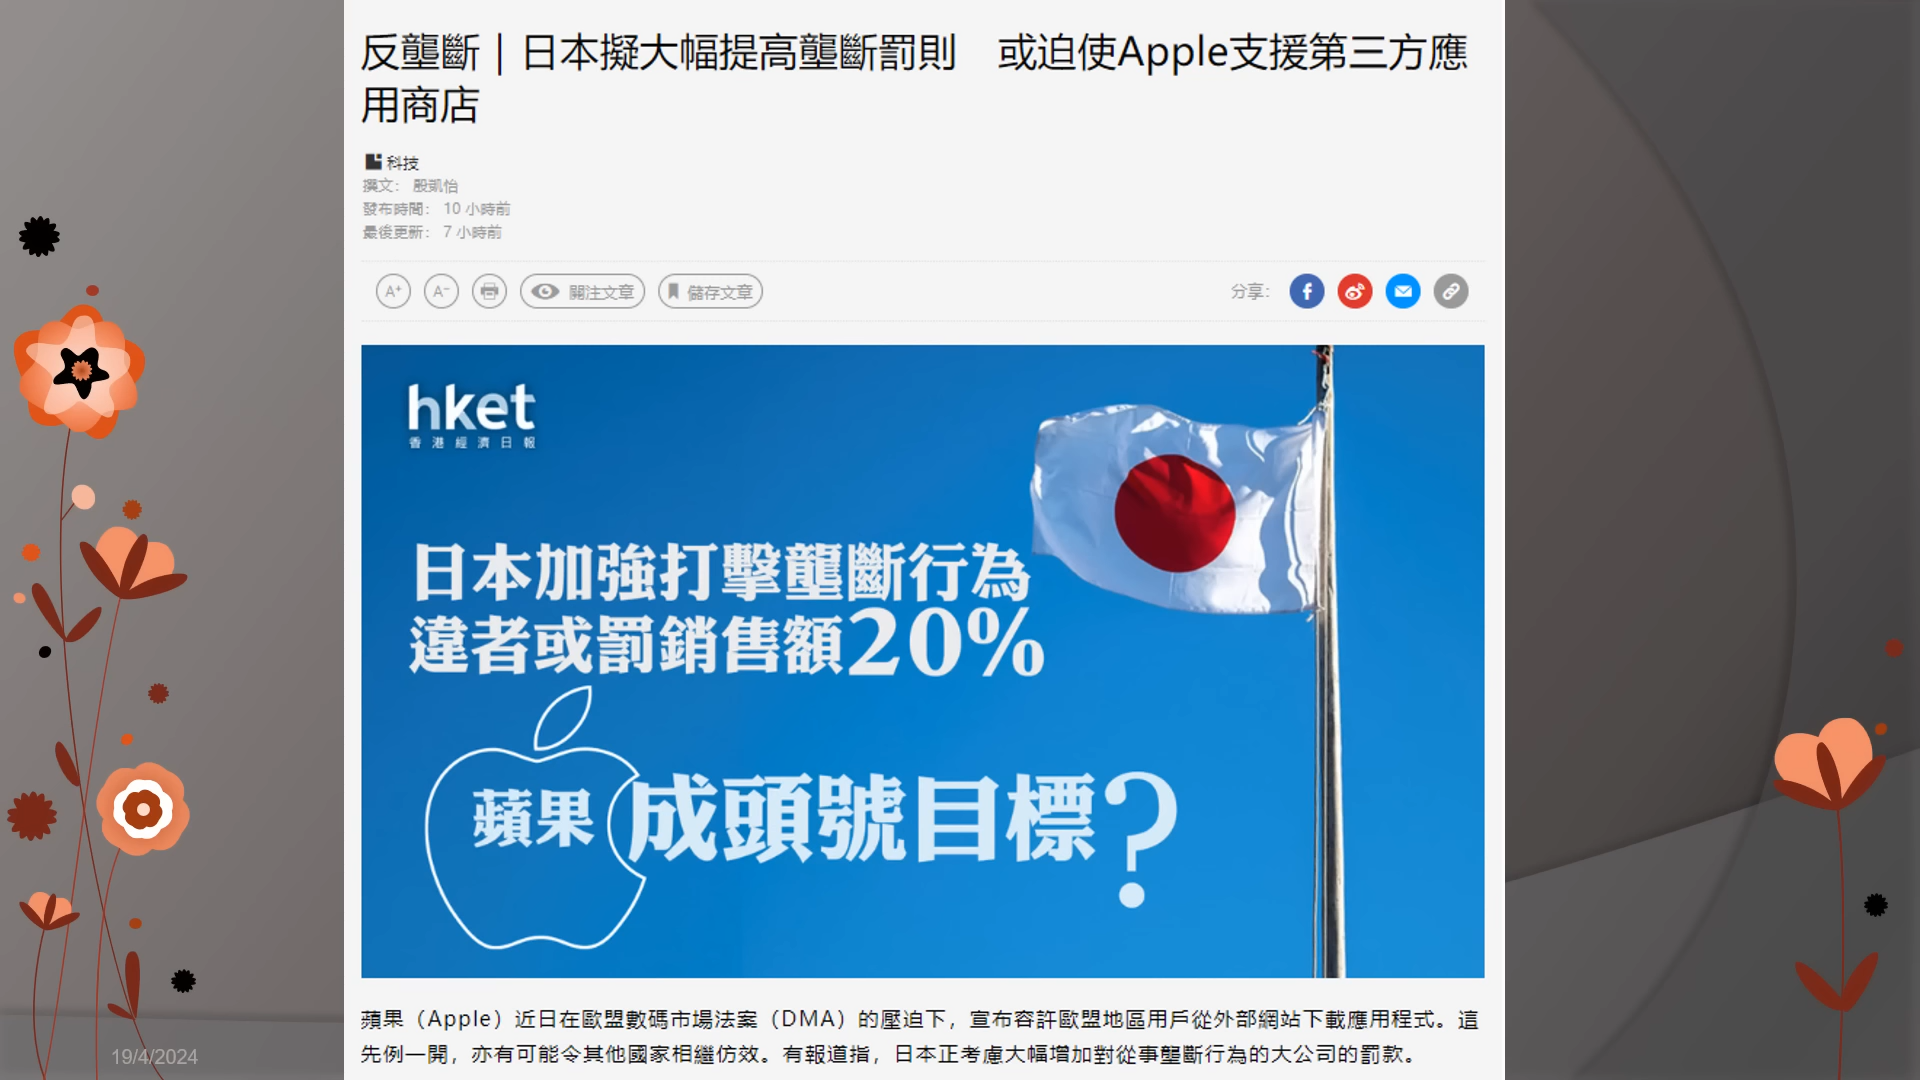 反壟斷｜日本擬大幅提高壟斷罰則　或迫使Apple支援第三方應
用商店
科技
撰文： 殷凱怡
發布時間： 10 小時前
最後更新： 7 小時前
A+ A− 關注文章 儲存文章 分享：
hket
香港經濟日報
日本加強打擊壟斷行為
違者或罰銷售額20%
蘋果成頭號目標？
蘋果（Apple）近日在歐盟數碼市場法案（DMA）的壓迫下，宣布容許歐盟地區用戶從外部網站下載應用程式。這
先例一開，亦有可能令其他國家相繼仿效。有報道指，日本正考慮大幅增加對從事壟斷行為的大公司的罰款。
19/4/2024